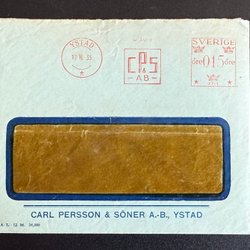 YSTAD
SVERIGE
CPS
& 
AB
öre 015 öre
CARL PERSSON & SÖNER A.-B., YSTAD